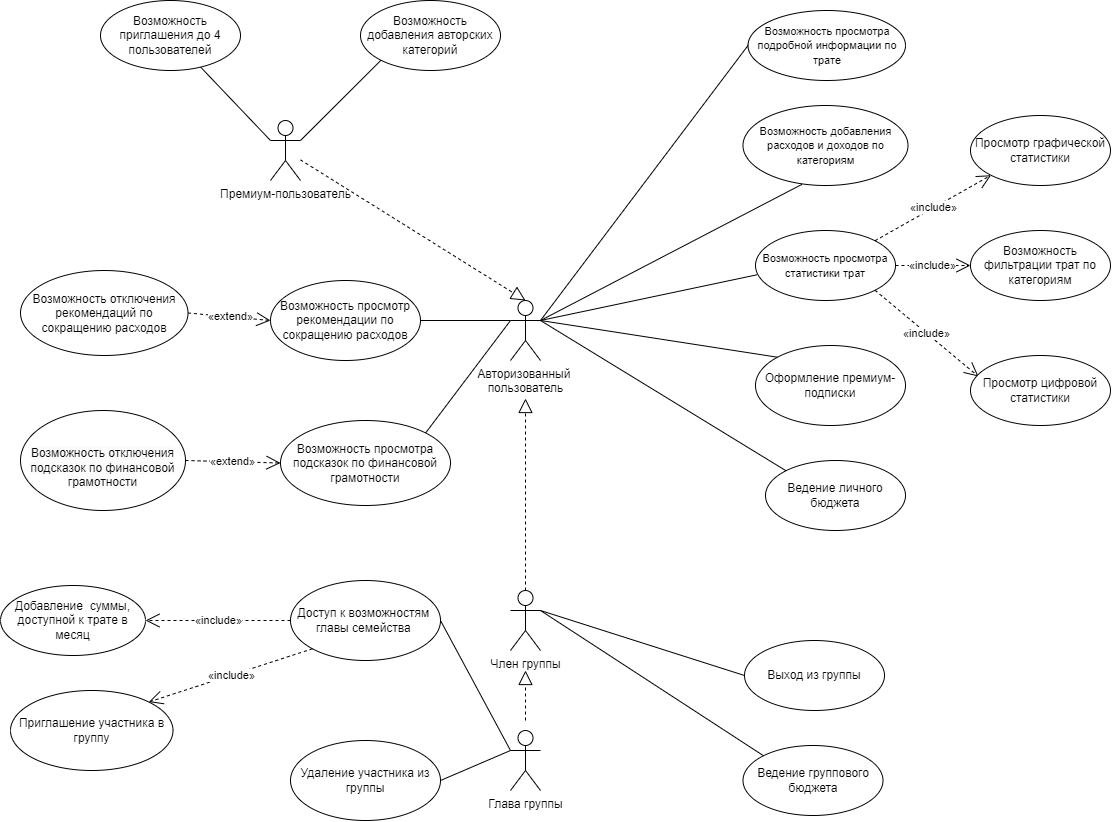 Возможность
приглашения до 4
пользователей
Возможность
добавления авторских
категорий
Возможность просмотра
подробной информации по
трате
Возможность добавления
расходов и доходов по
категориям
Просмотр графической
статистики
Премиум-пользователь
«include»
Возможность просмотра
статистики трат
«include»
Возможность
фильтрации трат по
категориям
Возможность отключения
рекомендаций по
сокращению расходов
«extend»
Возможность просмотр
рекомендации по
сокращению расходов
«include»
Авторизованный
пользователь
Оформление премиум-
подписки
Просмотр цифровой
статистики
Возможность отключения
подсказок по финансовой
грамотности
«extend»
Возможность просмотра
подсказок по финансовой
грамотности
Ведение личного
бюджета
Добавление суммы,
доступной к трате в
месяц
«include»
Доступ к возможностям
главы семейства
Член группы
«include»
Выход из группы
Приглашение участника в
группу
Удаление участника из
группы
Глава группы
Ведение группового
бюджета